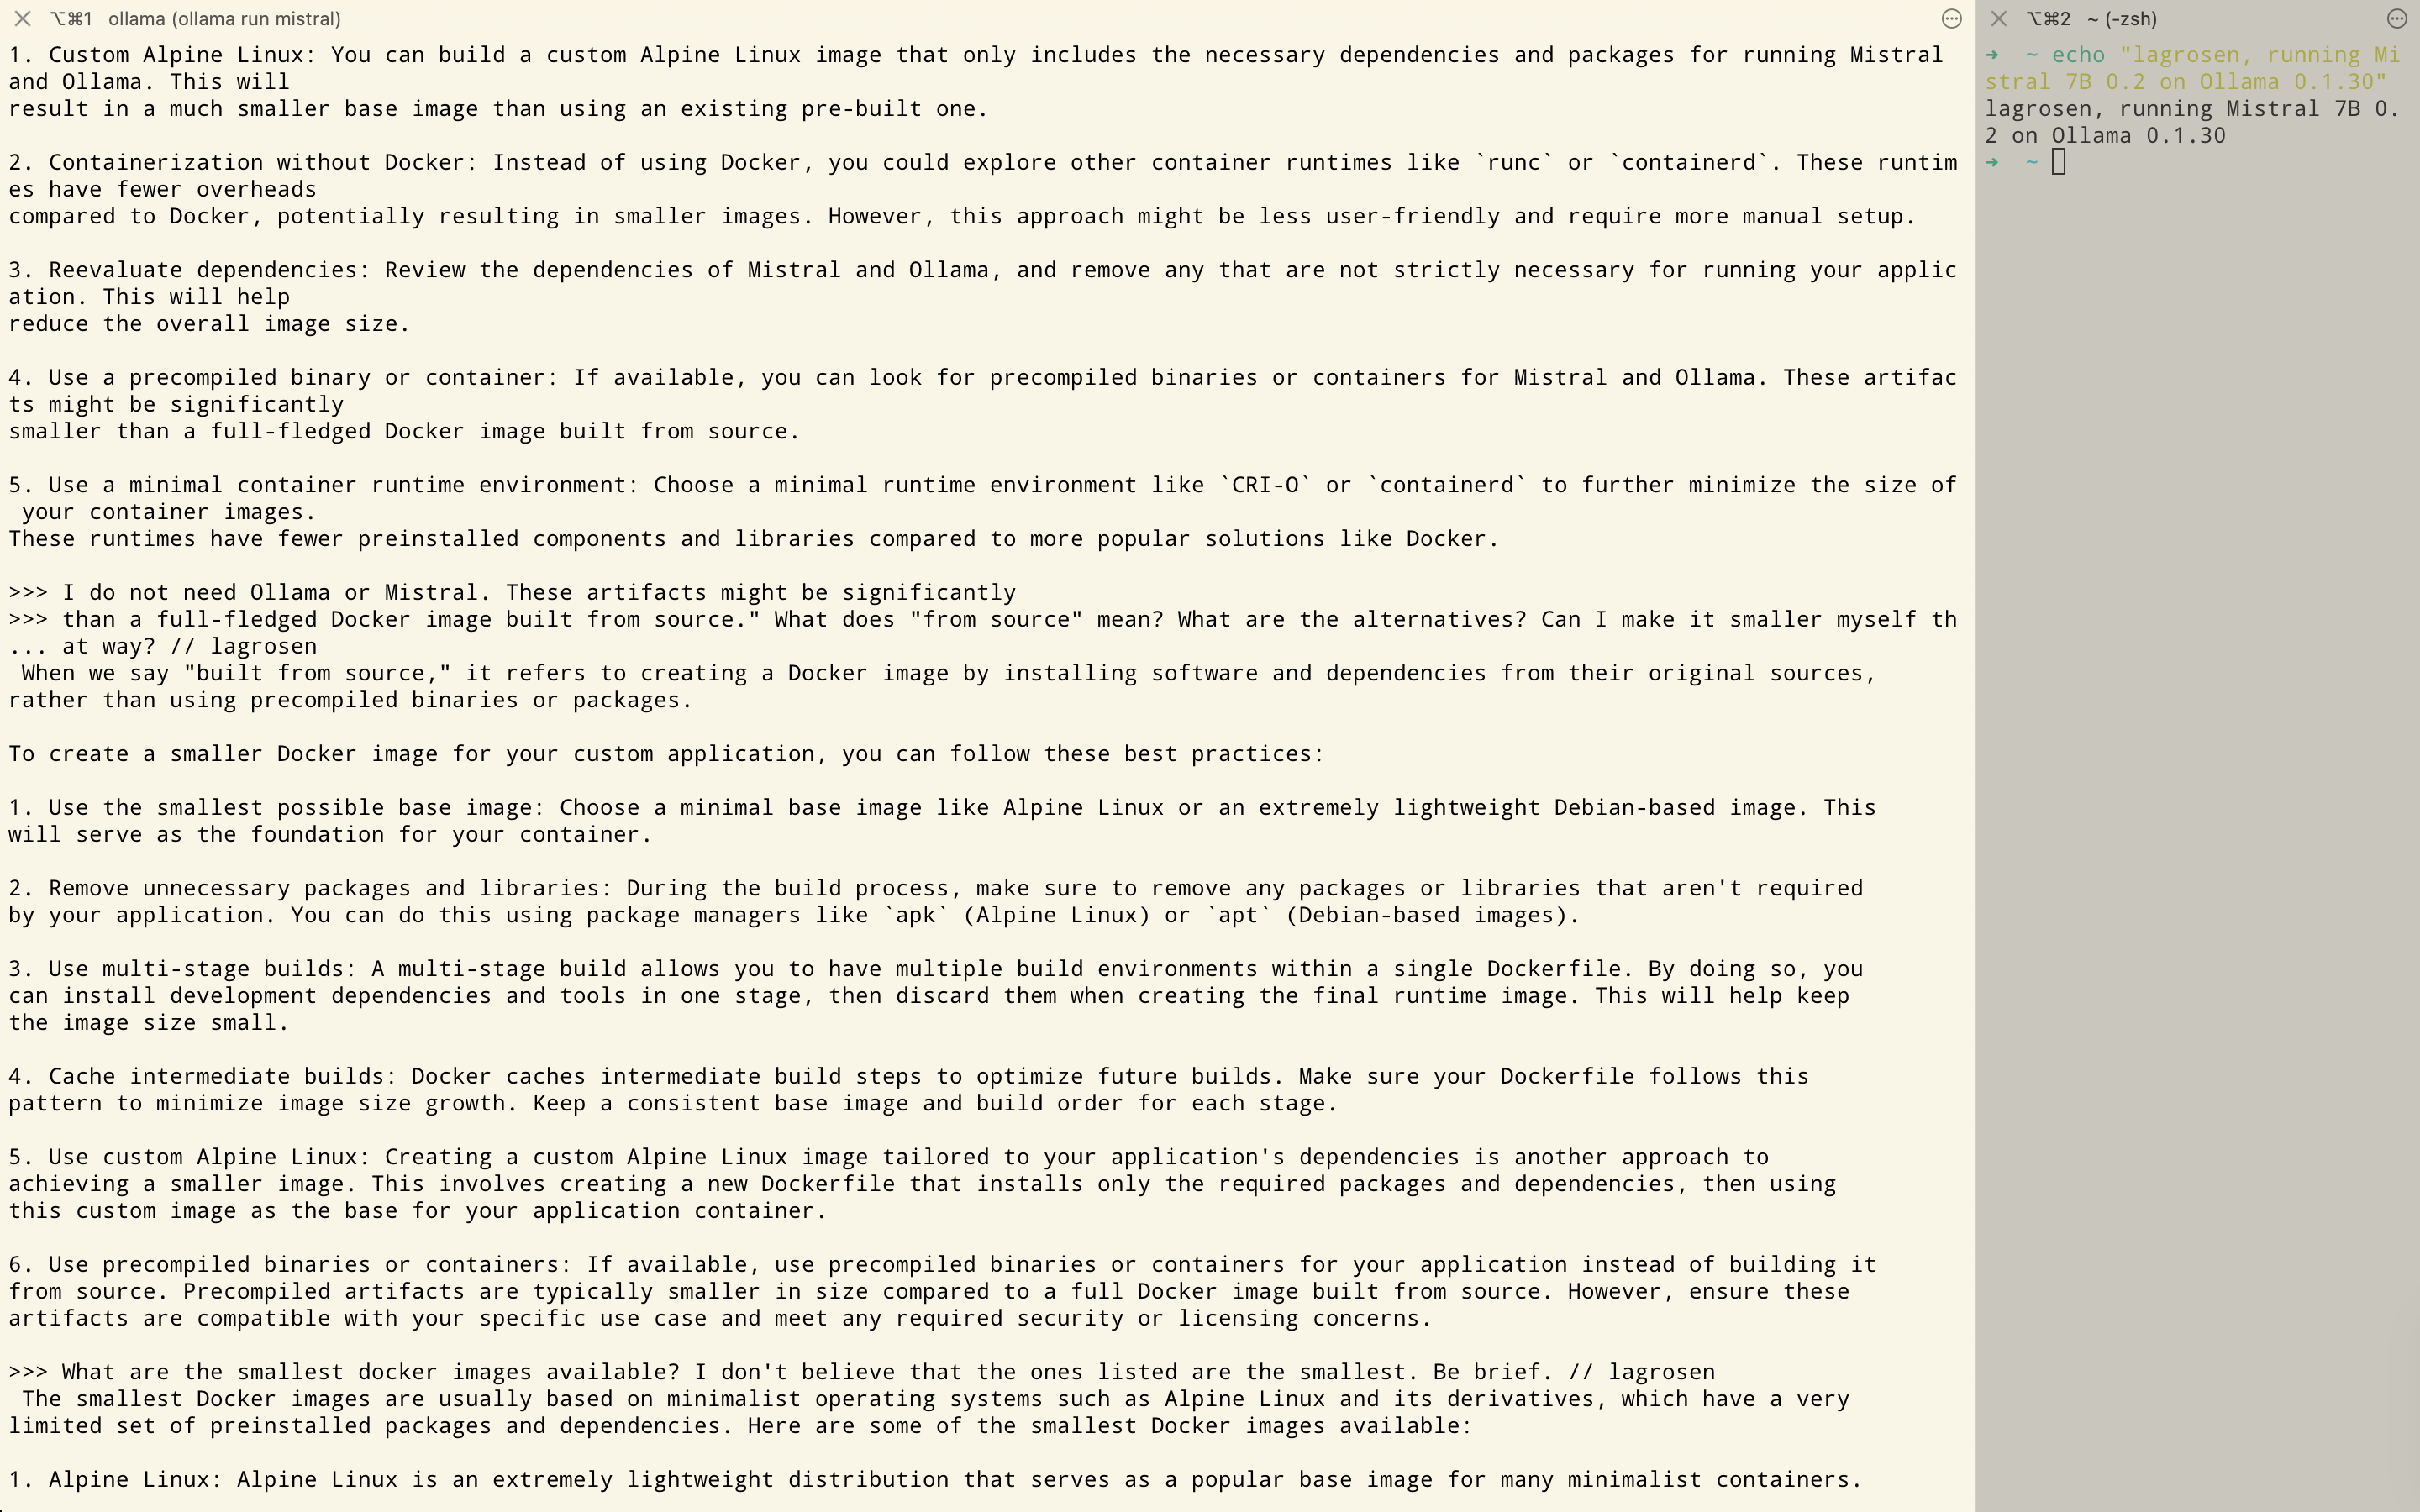 ⌥⌘1 ollama (ollama run mistral)
1. Custom Alpine Linux: You can build a custom Alpine Linux image that only includes the necessary dependencies and packages for running Mistral
and Ollama. This will
result in a much smaller base image than using an existing pre-built one.
2. Containerization without Docker: Instead of using Docker, you could explore other container runtimes like `runc` or `containerd`. These runtim
es have fewer overheads
compared to Docker, potentially resulting in smaller images. However, this approach might be less user-friendly and require more manual setup.
3. Reevaluate dependencies: Review the dependencies of Mistral and Ollama, and remove any that are not strictly necessary for running your applic
ation. This will help
reduce the overall image size.
4. Use a precompiled binary or container: If available, you can look for precompiled binaries or containers for Mistral and Ollama. These artifac
ts might be significantly
smaller than a full-fledged Docker image built from source.
5. Use a minimal container runtime environment: Choose a minimal runtime environment like `CRI-O` or `containerd` to further minimize the size of
 your container images.
These runtimes have fewer preinstalled components and libraries compared to more popular solutions like Docker.
>>> I do not need Ollama or Mistral. These artifacts might be significantly
>>> than a full-fledged Docker image built from source." What does "from source" mean? What are the alternatives? Can I make it smaller myself th
... at way? // lagrosen
 When we say "built from source," it refers to creating a Docker image by installing software and dependencies from their original sources,
rather than using precompiled binaries or packages.
To create a smaller Docker image for your custom application, you can follow these best practices:
1. Use the smallest possible base image: Choose a minimal base image like Alpine Linux or an extremely lightweight Debian-based image. This
will serve as the foundation for your container.
2. Remove unnecessary packages and libraries: During the build process, make sure to remove any packages or libraries that aren't required
by your application. You can do this using package managers like `apk` (Alpine Linux) or `apt` (Debian-based images).
3. Use multi-stage builds: A multi-stage build allows you to have multiple build environments within a single Dockerfile. By doing so, you
can install development dependencies and tools in one stage, then discard them when creating the final runtime image. This will help keep
the image size small.
4. Cache intermediate builds: Docker caches intermediate build steps to optimize future builds. Make sure your Dockerfile follows this
pattern to minimize image size growth. Keep a consistent base image and build order for each stage.
5. Use custom Alpine Linux: Creating a custom Alpine Linux image tailored to your application's dependencies is another approach to
achieving a smaller image. This involves creating a new Dockerfile that installs only the required packages and dependencies, then using
this custom image as the base for your application container.
6. Use precompiled binaries or containers: If available, use precompiled binaries or containers for your application instead of building it
from source. Precompiled artifacts are typically smaller in size compared to a full Docker image built from source. However, ensure these
artifacts are compatible with your specific use case and meet any required security or licensing concerns.
>>> What are the smallest docker images available? I don't believe that the ones listed are the smallest. Be brief. // lagrosen
 The smallest Docker images are usually based on minimalist operating systems such as Alpine Linux and its derivatives, which have a very
limited set of preinstalled packages and dependencies. Here are some of the smallest Docker images available:
1. Alpine Linux: Alpine Linux is an extremely lightweight distribution that serves as a popular base image for many minimalist containers.
⌥⌘2 ~ (-zsh)
➜ ~ echo "lagrosen, running Mi
stral 7B 0.2 on Ollama 0.1.30"
lagrosen, running Mistral 7B 0.
2 on Ollama 0.1.30
➜ ~